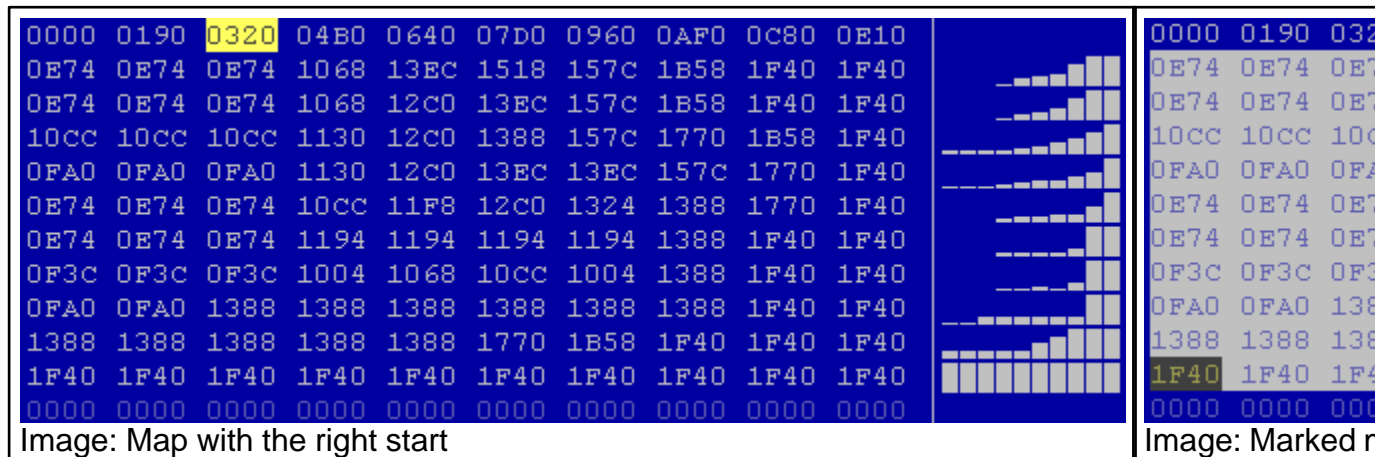 0000 0190 0320 04B0 0640 07D0 0960 0AF0 0C80 0E10
0E74 0E74 0E74 1068 13EC 1518 157C 1B58 1F40 1F40
0E74 0E74 0E74 1068 12C0 13EC 157C 1B58 1F40 1F40
10CC 10CC 10CC 1130 12C0 1388 157C 1770 1B58 1F40
0FA0 0FA0 0FA0 1130 12C0 13EC 13EC 157C 1770 1F40
0E74 0E74 0E74 10CC 11F8 12C0 1324 1388 1770 1F40
0E74 0E74 0E74 1194 1194 1194 1194 1388 1F40 1F40
0F3C 0F3C 0F3C 1004 1068 10CC 1004 1388 1F40 1F40
0FA0 0FA0 1388 1388 1388 1388 1388 1388 1F40 1F40
1388 1388 1388 1388 1388 1770 1B58 1F40 1F40 1F40
1F40 1F40 1F40 1F40 1F40 1F40 1F40 1F40 1F40 1F40
0000 0000 0000 0000 0000 0000 0000 0000 0000 0000
Image: Map with the right start
0000 0190
0E74 0E74
0E74 0E74
10CC 10CC
0FA0 0FA0
0E74 0E74
0E74 0E74
0F3C 0F3C
0FA0 0FA0
1388 1388
1F40 1F40
0000 0000
Image: Marked